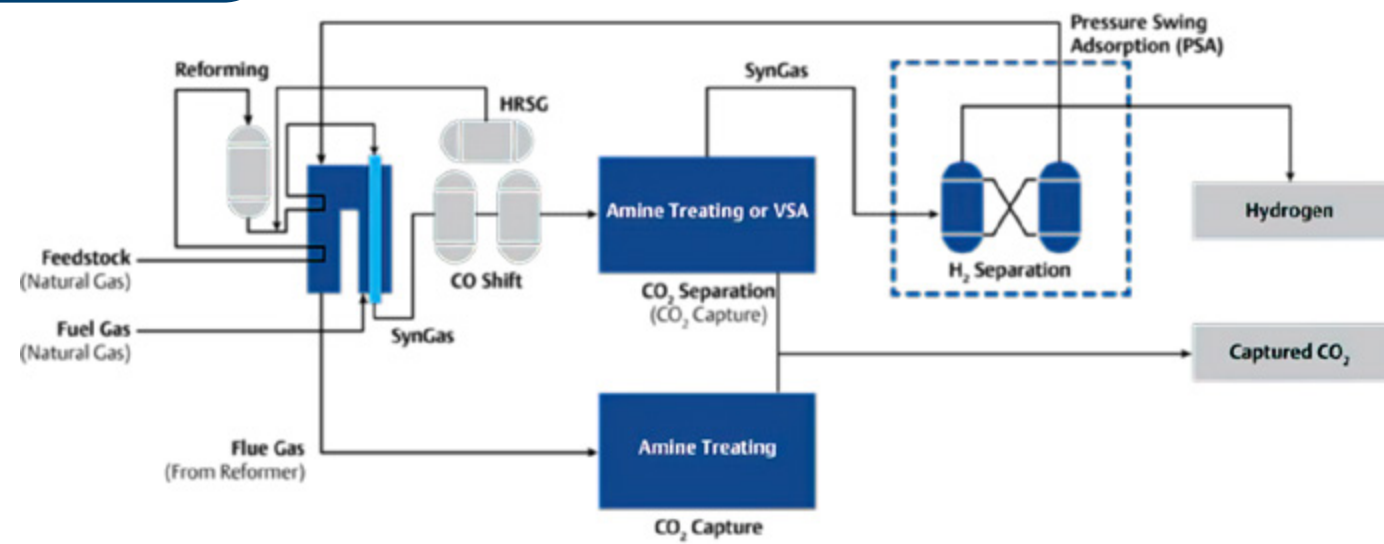 Pressure Swing
Adsorption (PSA)
Reforming
SynGas
HRSG
Amine Treating or VSA
Hydrogen
Feedstock
(Natural Gas)
CO Shift
H₂ Separation
CO₂ Separation
(CO₂ Capture)
Fuel Gas
(Natural Gas)
SynGas
Captured CO₂
Flue Gas
(From Reformer)
Amine Treating
CO₂ Capture